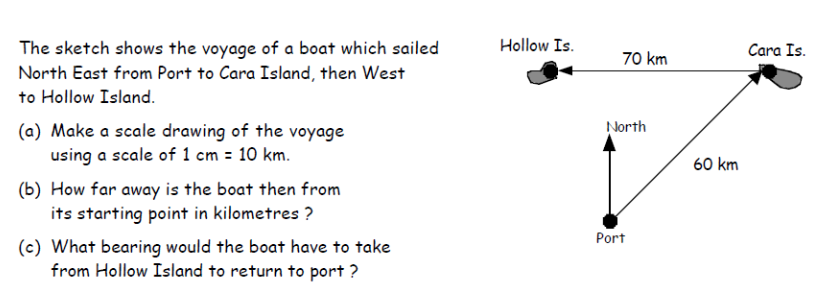 The sketch shows the voyage of a boat which sailed
North East from Port to Cara Island, then West
to Hollow Island.
(a) Make a scale drawing of the voyage
using a scale of 1 cm = 10 km.
(b) How far away is the boat then from
its starting point in kilometres ?
(c) What bearing would the boat have to take
from Hollow Island to return to port ?
Hollow Is.
70 km
Cara Is.
North
60 km
Port